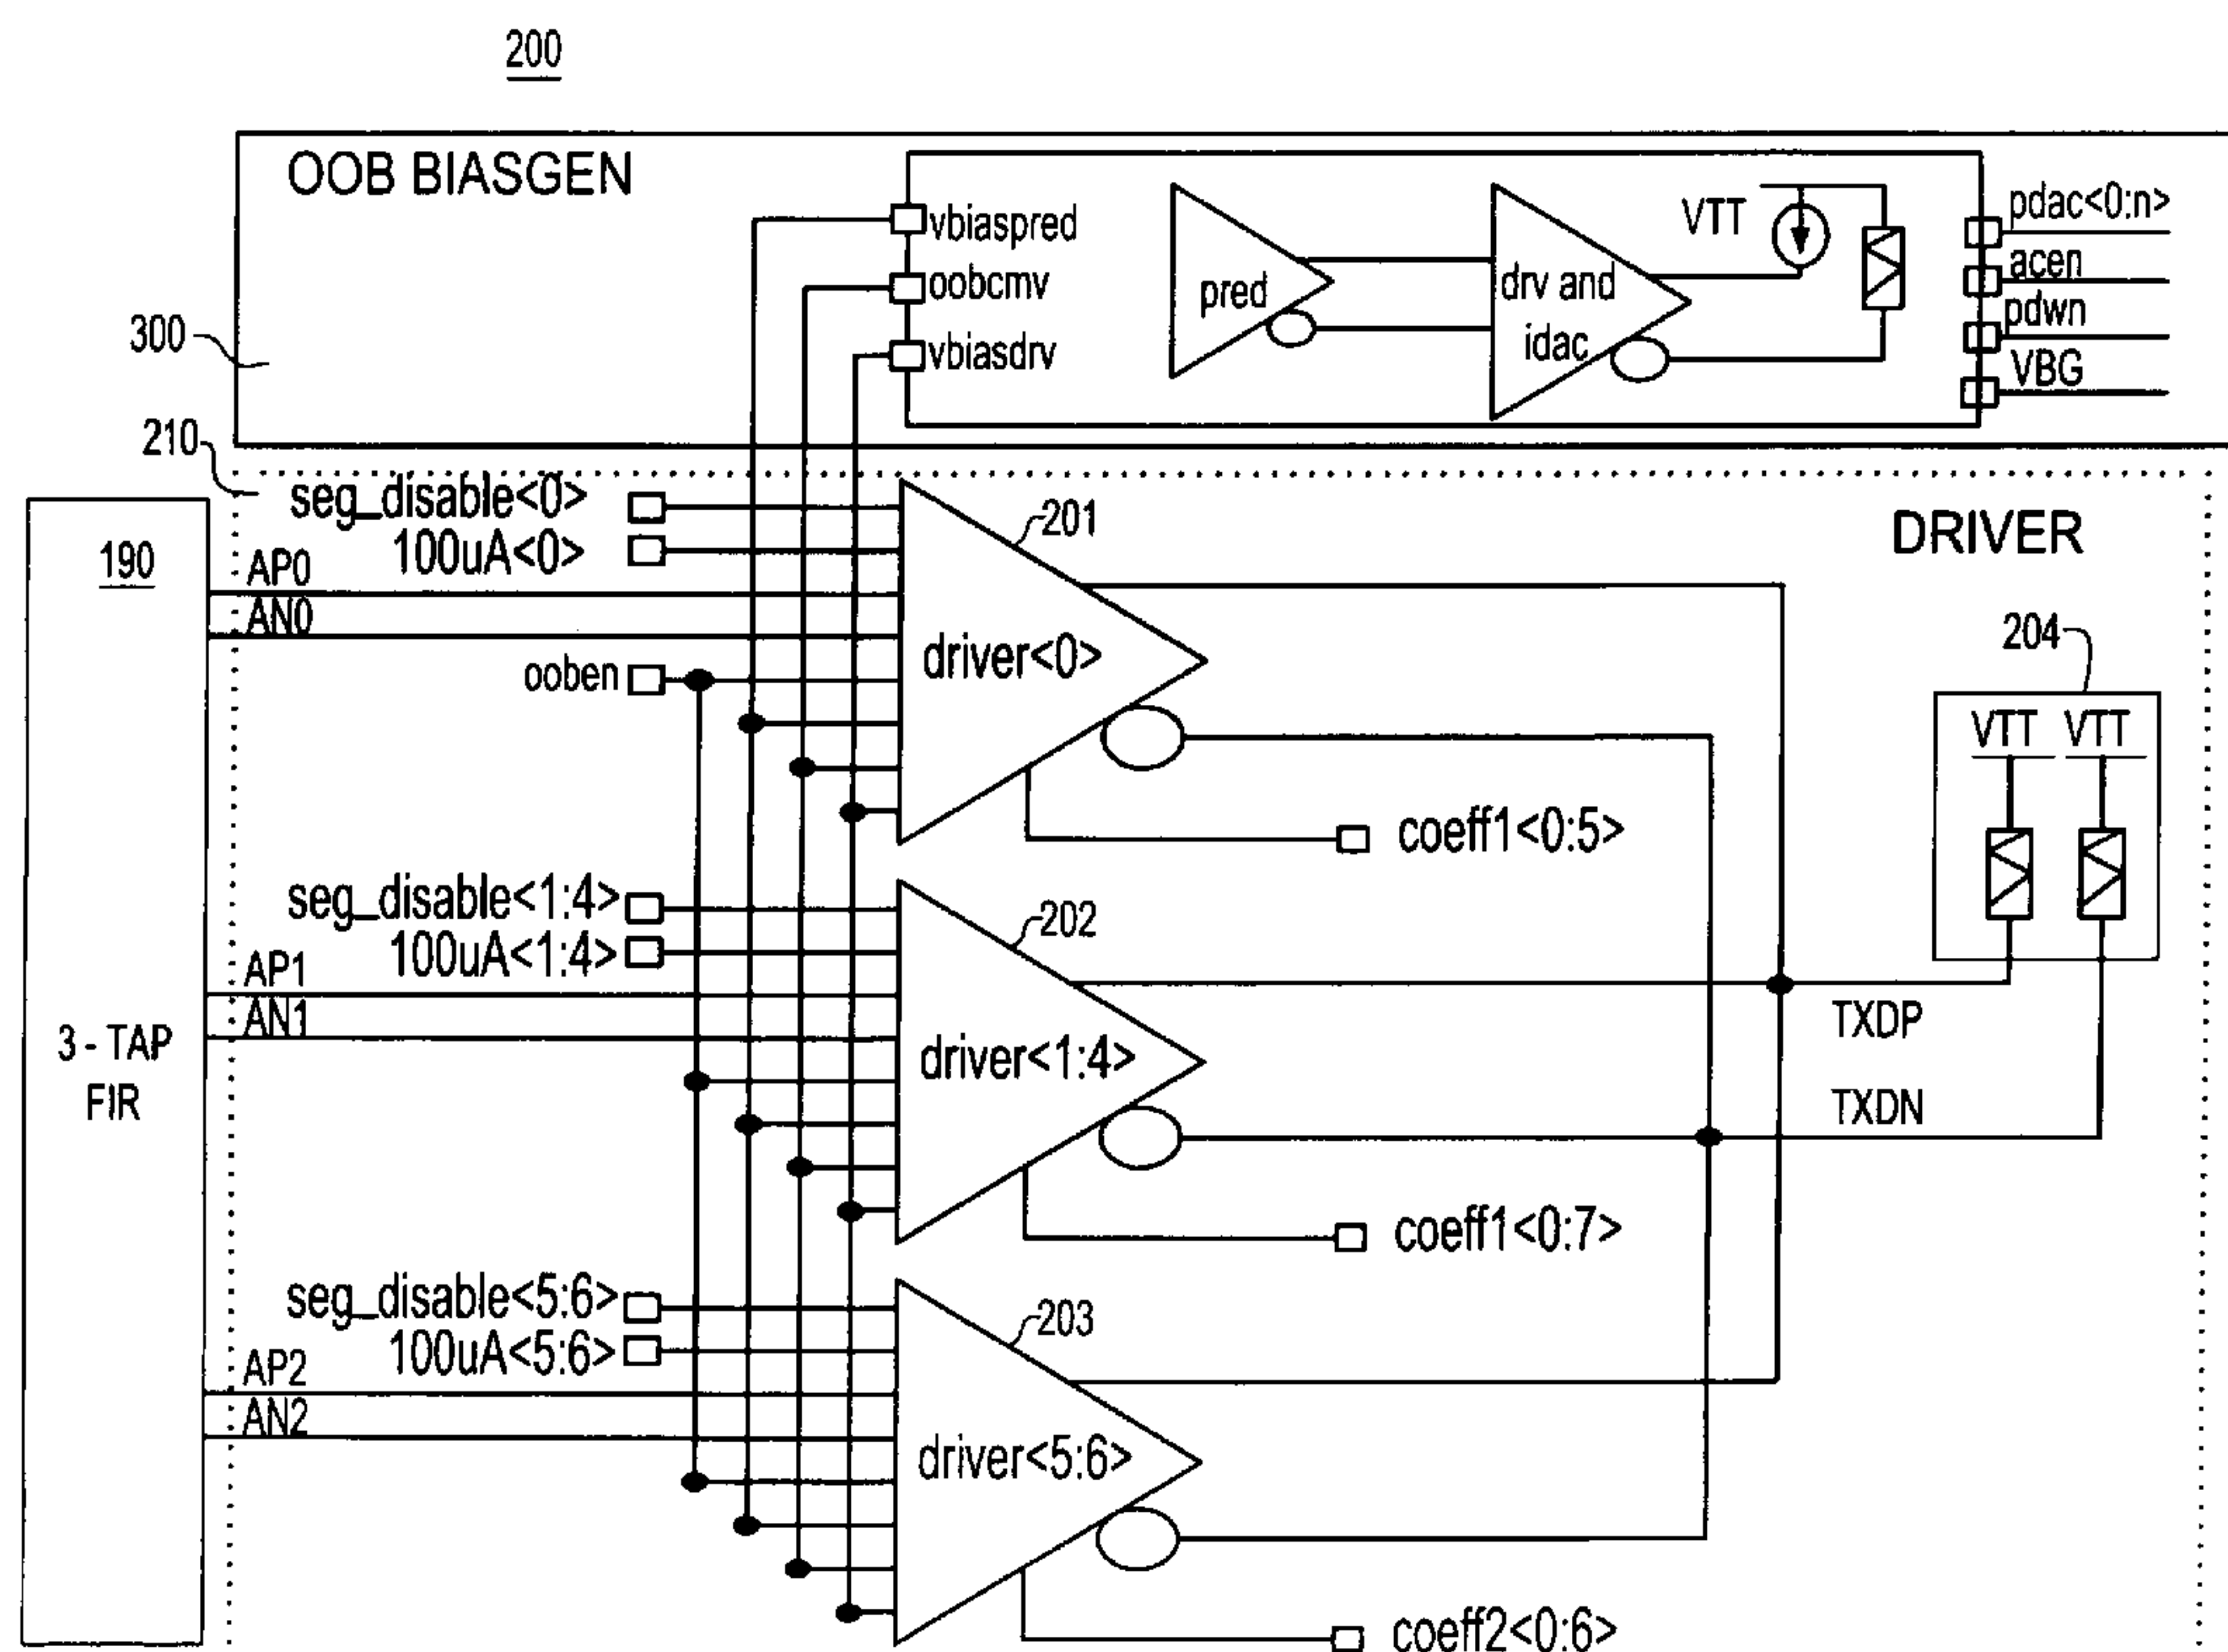 200
OOB BIASGEN
vbiaspred
oobcmv
vbiasdrv
pred
drv and
idac
VTT
pdac<0:n>
acen
pdwn
VBG
300
210
seg_disable<0>
100uA<0>
201
DRIVER
190
AP0
AN0
driver<0>
ooben
204
VTT VTT
coeff1<0:5>
seg_disable<1:4>
100uA<1:4>
202
AP1
AN1
3 - TAP
FIR
driver<1:4>
TXDP
TXDN
coeff1<0:7>
seg_disable<5:6>
100uA<5:6>
203
AP2
AN2
driver<5:6>
coeff2<0:6>